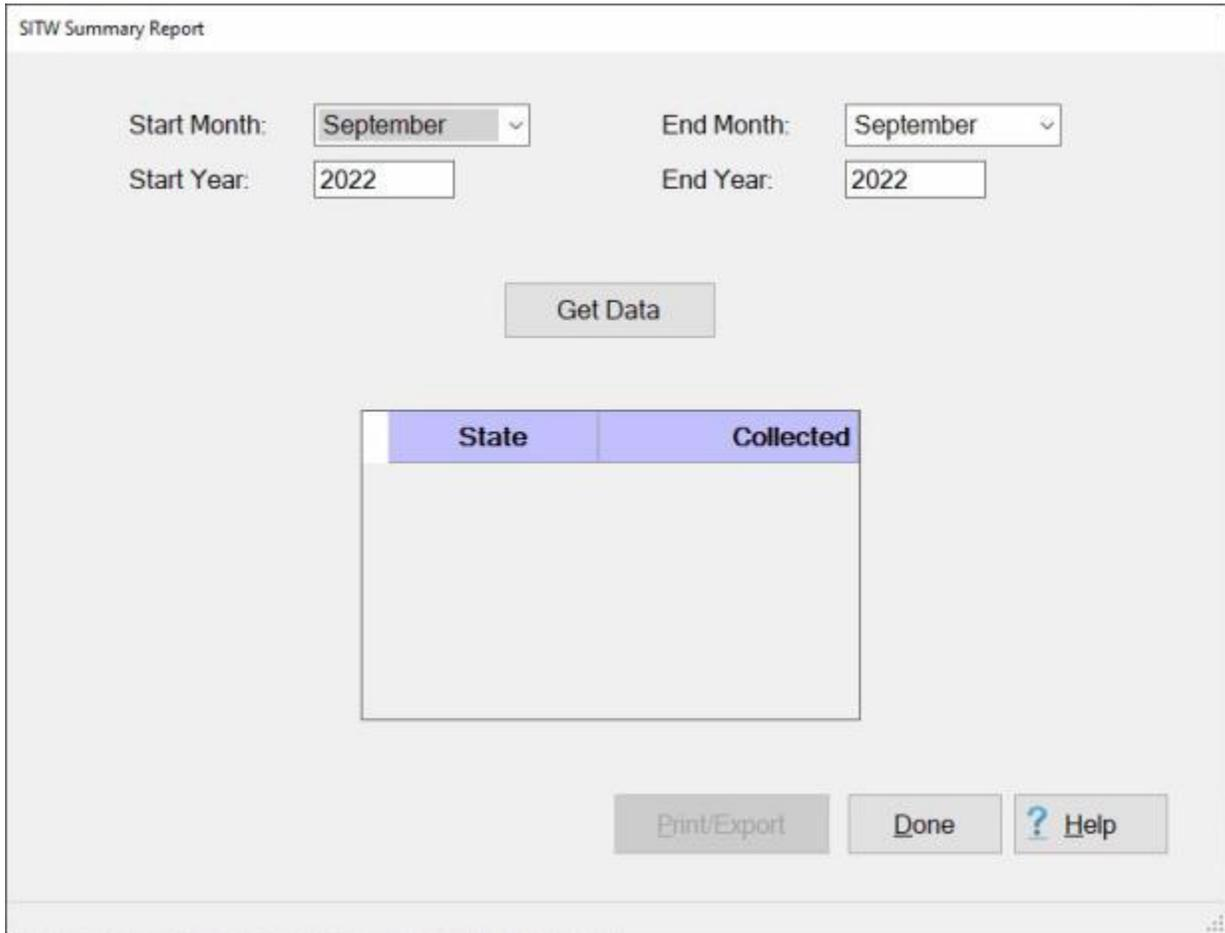 SITW Summary Report
Start Month: September End Month: September
Start Year: 2022 End Year: 2022
Get Data
State Collected
Print/Export Done ? Help